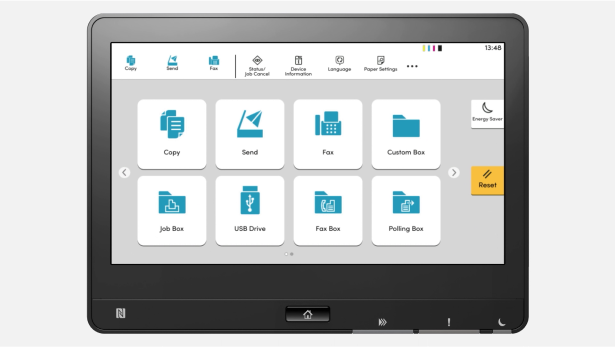 13:48
Copy
Send
Fax
Status/
Job Cancel
Device
Information
Language
Paper Settings
Energy Saver
Copy
Send
Fax
Custom Box
Reset
Job Box
USB Drive
Fax Box
Polling Box